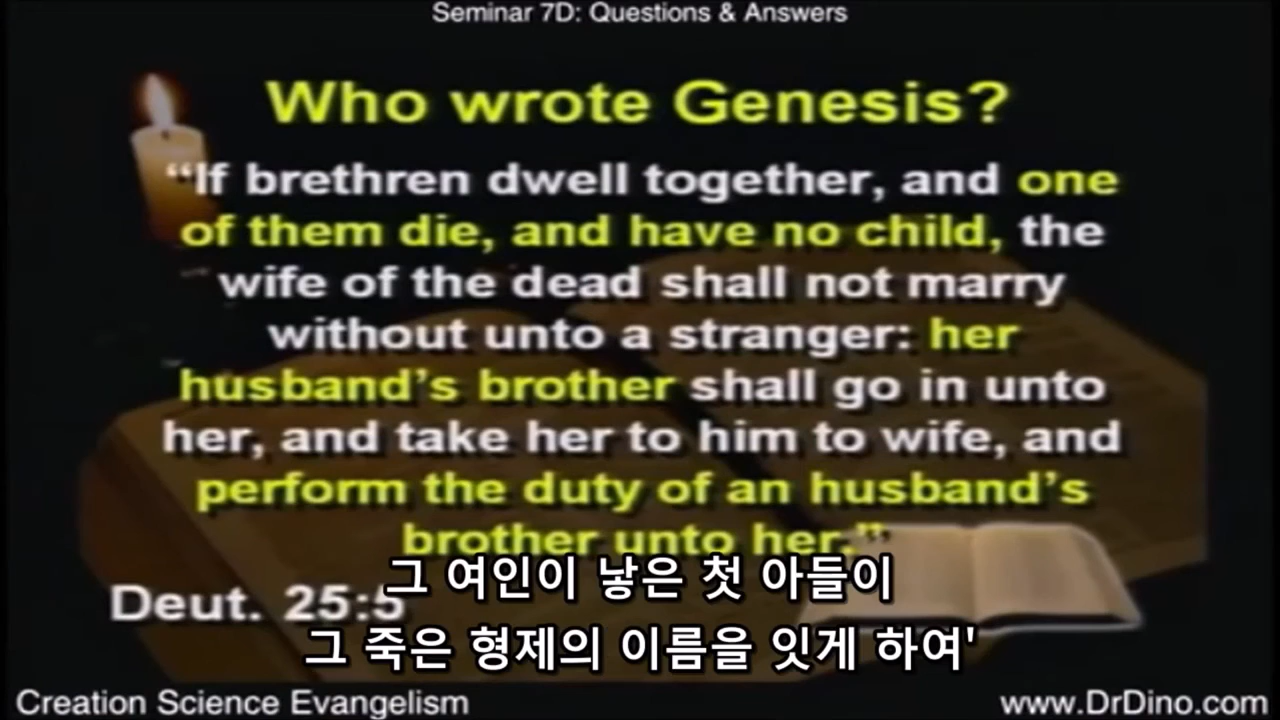 Seminar 7D: Questions & Answers
Who wrote Genesis?
“If brethren dwell together, and one
of them die, and have no child, the
wife of the dead shall not marry
without unto a stranger: her
husband’s brother shall go in unto
her, and take her to him to wife, and
perform the duty of an husband’s
brother unto her.”
그 여인이 낳은 첫 아들이
Deut. 25:5
그 죽은 형제의 이름을 잇게 하여'
Creation Science Evangelism
www.DrDino.com